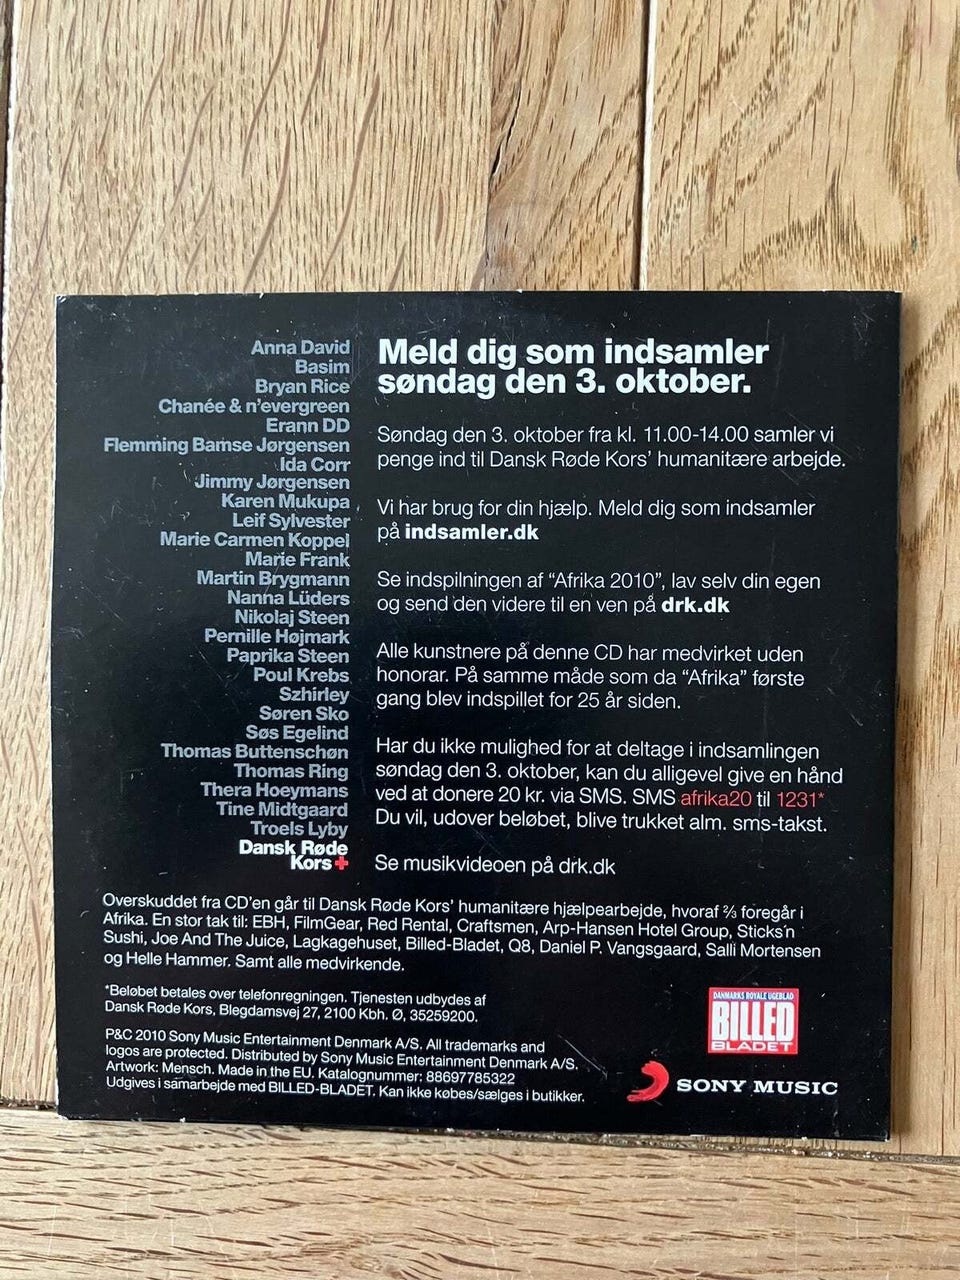 Anna David
Basim
Bryan Rice
Chanée & n'evergreen
Erann DD
Flemming Bamse Jørgensen
Ida Corr
Jimmy Jørgensen
Karen Mukupa
Leif Sylvester
Marie Carmen Koppel
Marie Frank
Martin Brygmann
Nanna Lüders
Nikolaj Steen
Pernille Højmark
Paprika Steen
Poul Krebs
Szhirley
Søren Sko
Søs Egelind
Thomas Buttenschøn
Thomas Ring
Thera Hoeymans
Tine Midtgaard
Troels Lyby
Dansk Røde
Kors+
Meld dig som indsamler
søndag den 3. oktober.
Søndag den 3. oktober fra kl. 11.00-14.00 samler vi
penge ind til Dansk Røde Kors' humanitære arbejde.
Vi har brug for din hjælp. Meld dig som indsamler
på indsamler.dk
Se indspilningen af "Afrika 2010", lav selv din egen
og send den videre til en ven på drk.dk
Alle kunstnere på denne CD har medvirket uden
honorar. På samme måde som da "Afrika" første
gang blev indspillet for 25 år siden.
Har du ikke mulighed for at deltage i indsamlingen
søndag den 3. oktober, kan du alligevel give en hånd
ved at donere 20 kr. via SMS. SMS afrika20 til 1231*
Du vil, udover beløbet, blive trukket alm. sms-takst.
Se musikvideoen på drk.dk
Overskuddet fra CD'en går til Dansk Røde Kors' humanitære hjælpearbejde, hvoraf ⅔ foregår i
Afrika. En stor tak til: EBH, FilmGear, Red Rental, Craftsmen, Arp-Hansen Hotel Group, Sticks'n
Sushi, Joe And The Juice, Lagkagehuset, Billed-Bladet, Q8, Daniel P. Vangsgaard, Salli Mortensen
og Helle Hammer. Samt alle medvirkende.
*Beløbet betales over telefonregningen. Tjenesten udbydes af
Dansk Røde Kors, Blegdamsvej 27, 2100 Kbh. Ø, 35259200.
P&C 2010 Sony Music Entertainment Denmark A/S. All trademarks and
logos are protected. Distributed by Sony Music Entertainment Denmark A/S.
Artwork: Mensch. Made in the EU. Katalognummer: 88697785322
Udgives i samarbejde med BILLED-BLADET. Kan ikke købes/sælges i butikker.
DANMARKS ROYALE UGEBLAD
BILLED
BLADET
SONY MUSIC